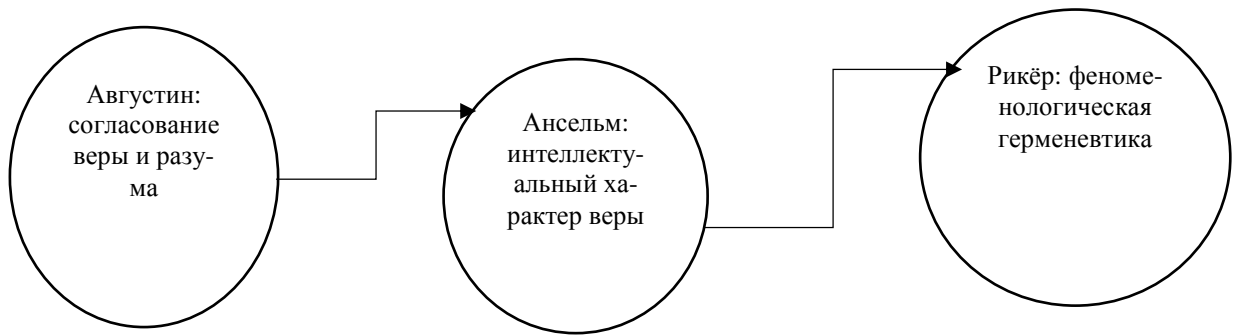 Августин:
согласование
веры и разу-
ма
Ансельм:
интеллекту-
альный ха-
рактер веры
Рикёр: феноме-
нологическая
герменевтика